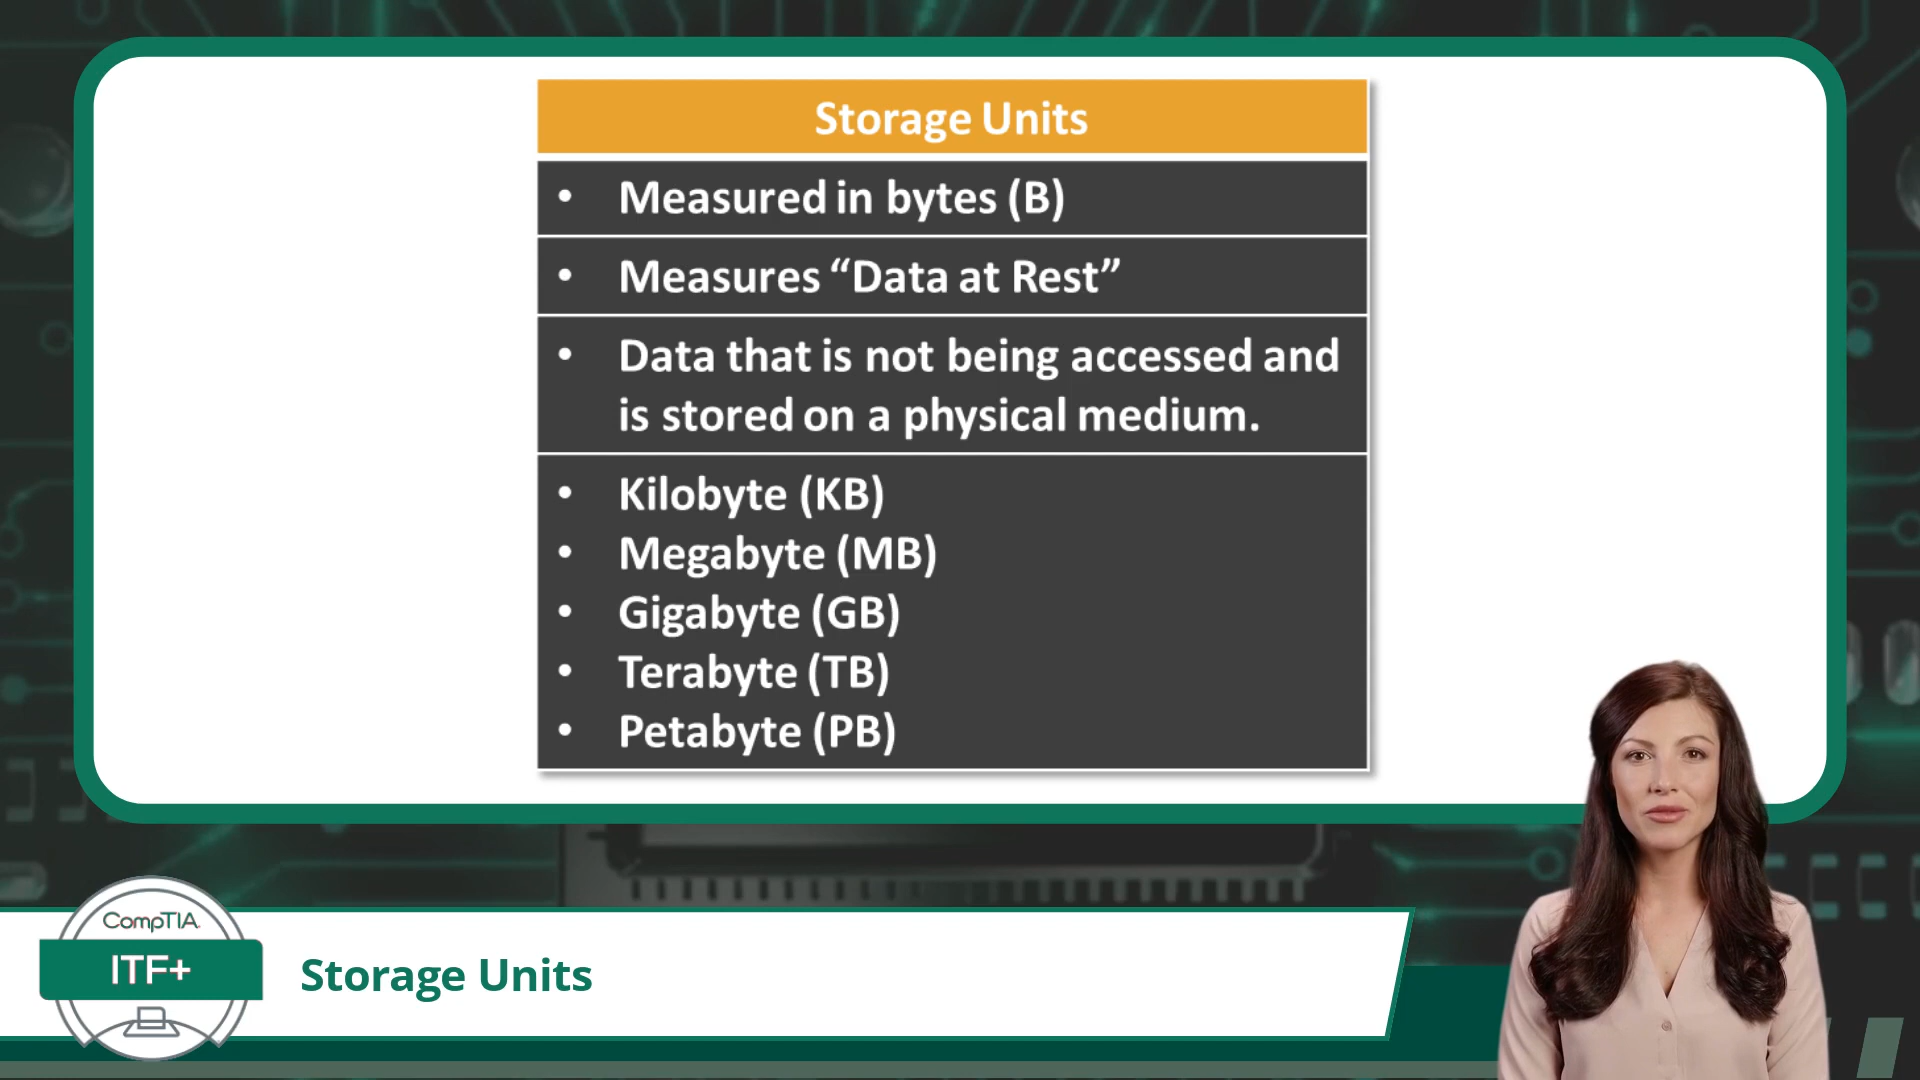 Storage Units
• Measured in bytes (B)
• Measures “Data at Rest”
• Data that is not being accessed and
is stored on a physical medium.
• Kilobyte (KB)
• Megabyte (MB)
• Gigabyte (GB)
• Terabyte (TB)
• Petabyte (PB)
CompTIA
ITF+
Storage Units